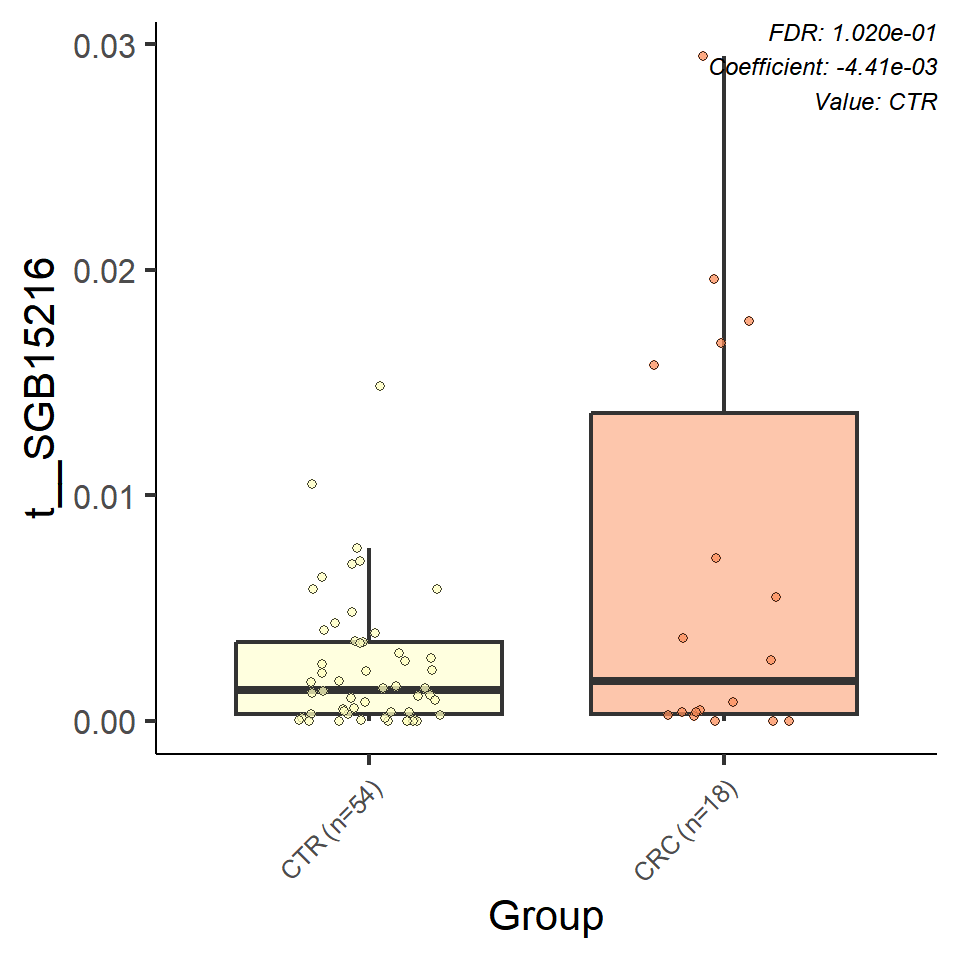 FDR: 1.020e-01
Coefficient: -4.41e-03
Value: CTR
t__SGB15216
0.03
0.02
0.01
0.00
CTR (n=54)
CRC (n=18)
Group